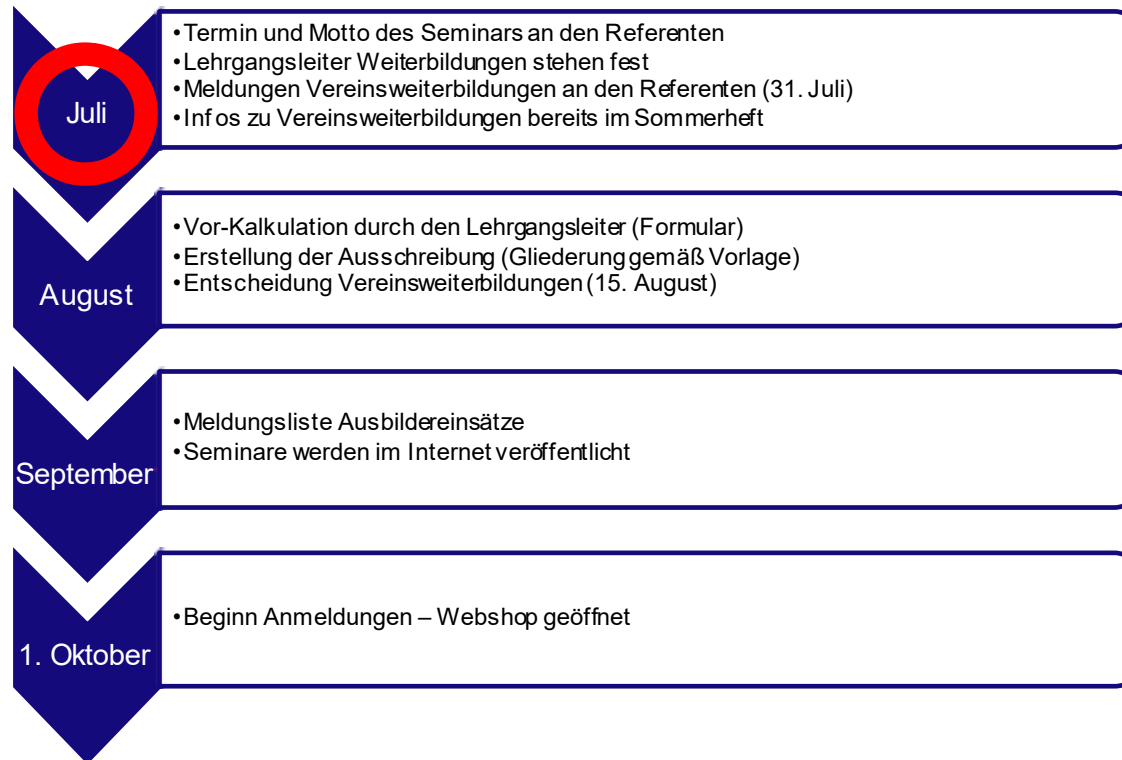 Juli
•Termin und Motto des Seminars an den Referenten
•Lehrgangsleiter Weiterbildungen stehen fest
•Meldungen Vereinsweiterbildungen an den Referenten (31. Juli)
•Infos zu Vereinsweiterbildungen bereits im Sommerheft
August
•Vor-Kalkulation durch den Lehrgangsleiter (Formular)
•Erstellung der Ausschreibung (Gliederung gemäß Vorlage)
•Entscheidung Vereinsweiterbildungen (15. August)
September
•Meldungsliste Ausbildereinsätze
•Seminare werden im Internet veröffentlicht
1. Oktober
•Beginn Anmeldungen – Webshop geöffnet